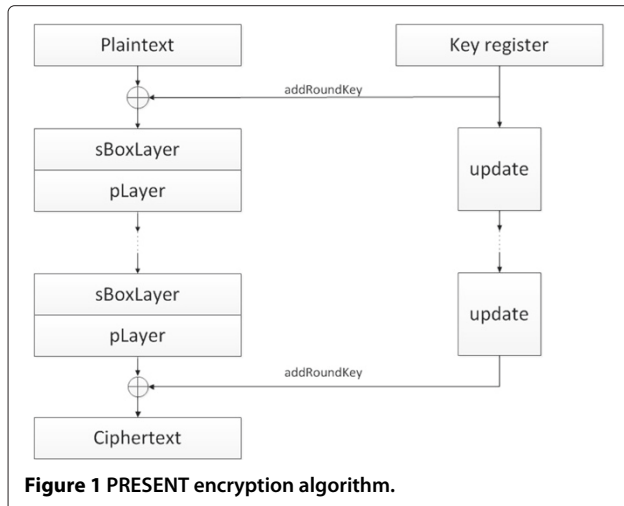 Plaintext
Key register
addRoundKey
sBoxLayer
pLayer
update
sBoxLayer
pLayer
update
addRoundKey
Ciphertext
Figure 1 PRESENT encryption algorithm.